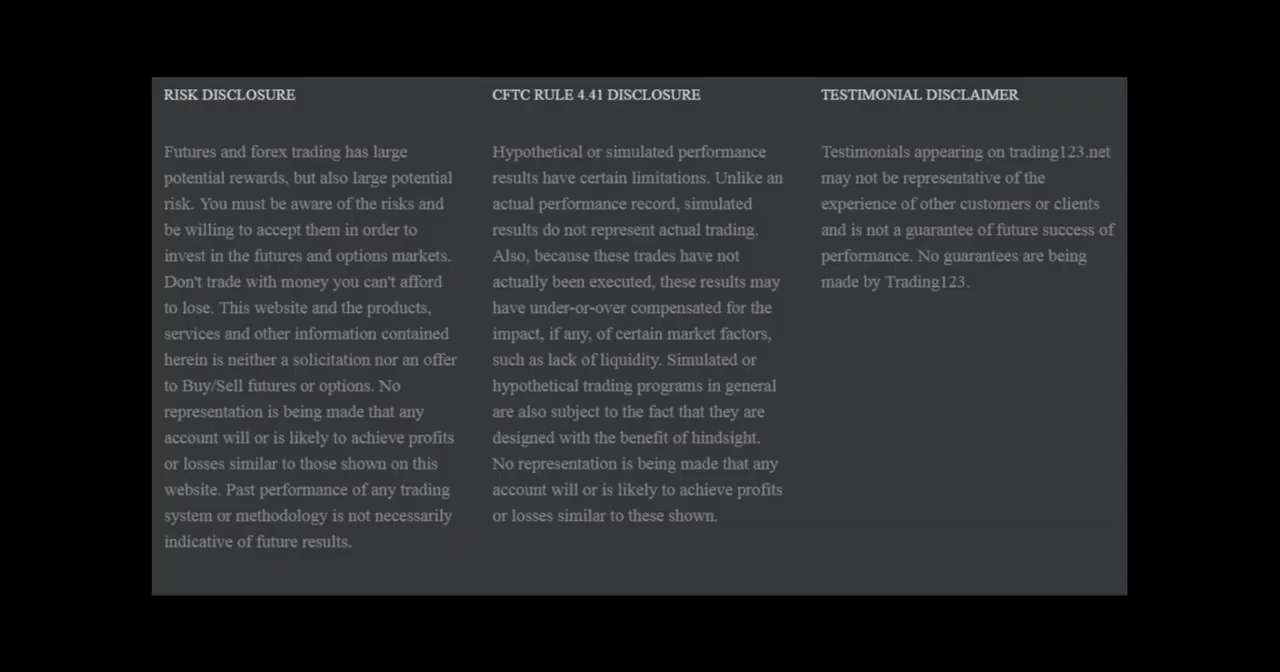 RISK DISCLOSURE
Futures and forex trading has large
potential rewards, but also large potential
risk. You must be aware of the risks and
be willing to accept them in order to
invest in the futures and options markets.
Don't trade with money you can't afford
to lose. This website and the products,
services and other information contained
herein is neither a solicitation nor an offer
to Buy/Sell futures or options. No
representation is being made that any
account will or is likely to achieve profits
or losses similar to those shown on this
website. Past performance of any trading
system or methodology is not necessarily
indicative of future results.
CFTC RULE 4.41 DISCLOSURE
Hypothetical or simulated performance
results have certain limitations. Unlike an
actual performance record, simulated
results do not represent actual trading.
Also, because these trades have not
actually been executed, these results may
have under-or-over compensated for the
impact, if any, of certain market factors,
such as lack of liquidity. Simulated or
hypothetical trading programs in general
are also subject to the fact that they are
designed with the benefit of hindsight.
No representation is being made that any
account will or is likely to achieve profits
or losses similar to these shown.
TESTIMONIAL DISCLAIMER
Testimonials appearing on trading123.net
may not be representative of the
experience of other customers or clients
and is not a guarantee of future success of
performance. No guarantees are being
made by Trading123.